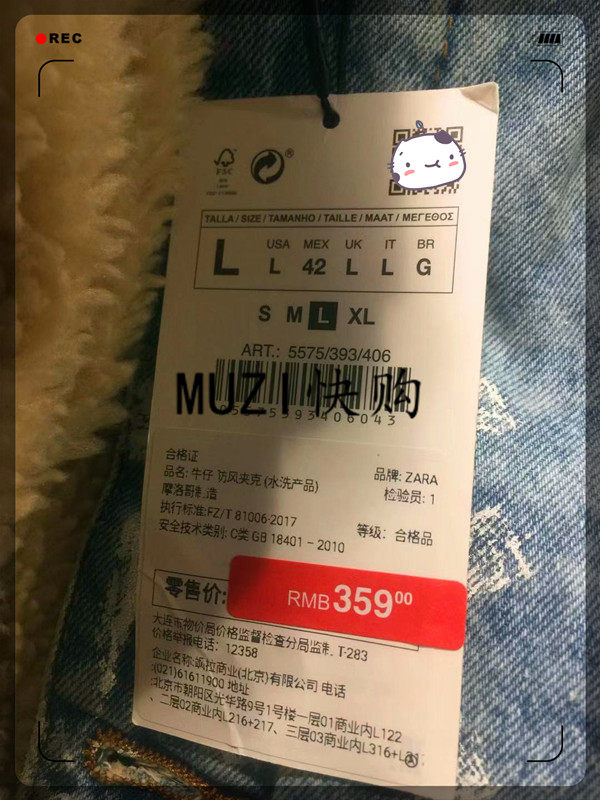 REC
FSC
TALLA / SIZE / TAMANHO / TAILLE / MAAT / ΜΕΓΕΘΟΣ
USA MEX UK IT BR
L L 42 L L G
S M L XL
ART.: 5575/393/406
MUZI快购
合格证
品名: 牛仔 防风夹克 (水洗产品) 品牌: ZARA
摩洛哥制造 检验员: 1
执行标准:FZ/T 81006-2017
安全技术类别: C类 GB 18401 - 2010 等级: 合格品
零售价: RMB 359.00
大连市物价局价格监督检查分局监制. T-283
价格举报电话: 12358
企业名称:飒拉商业(北京)有限公司 电话
:(021)61611900 地址
:北京市朝阳区光华路9号1号楼一层01商业内L122
、二层02商业内L216+217、三层03商业内L316+